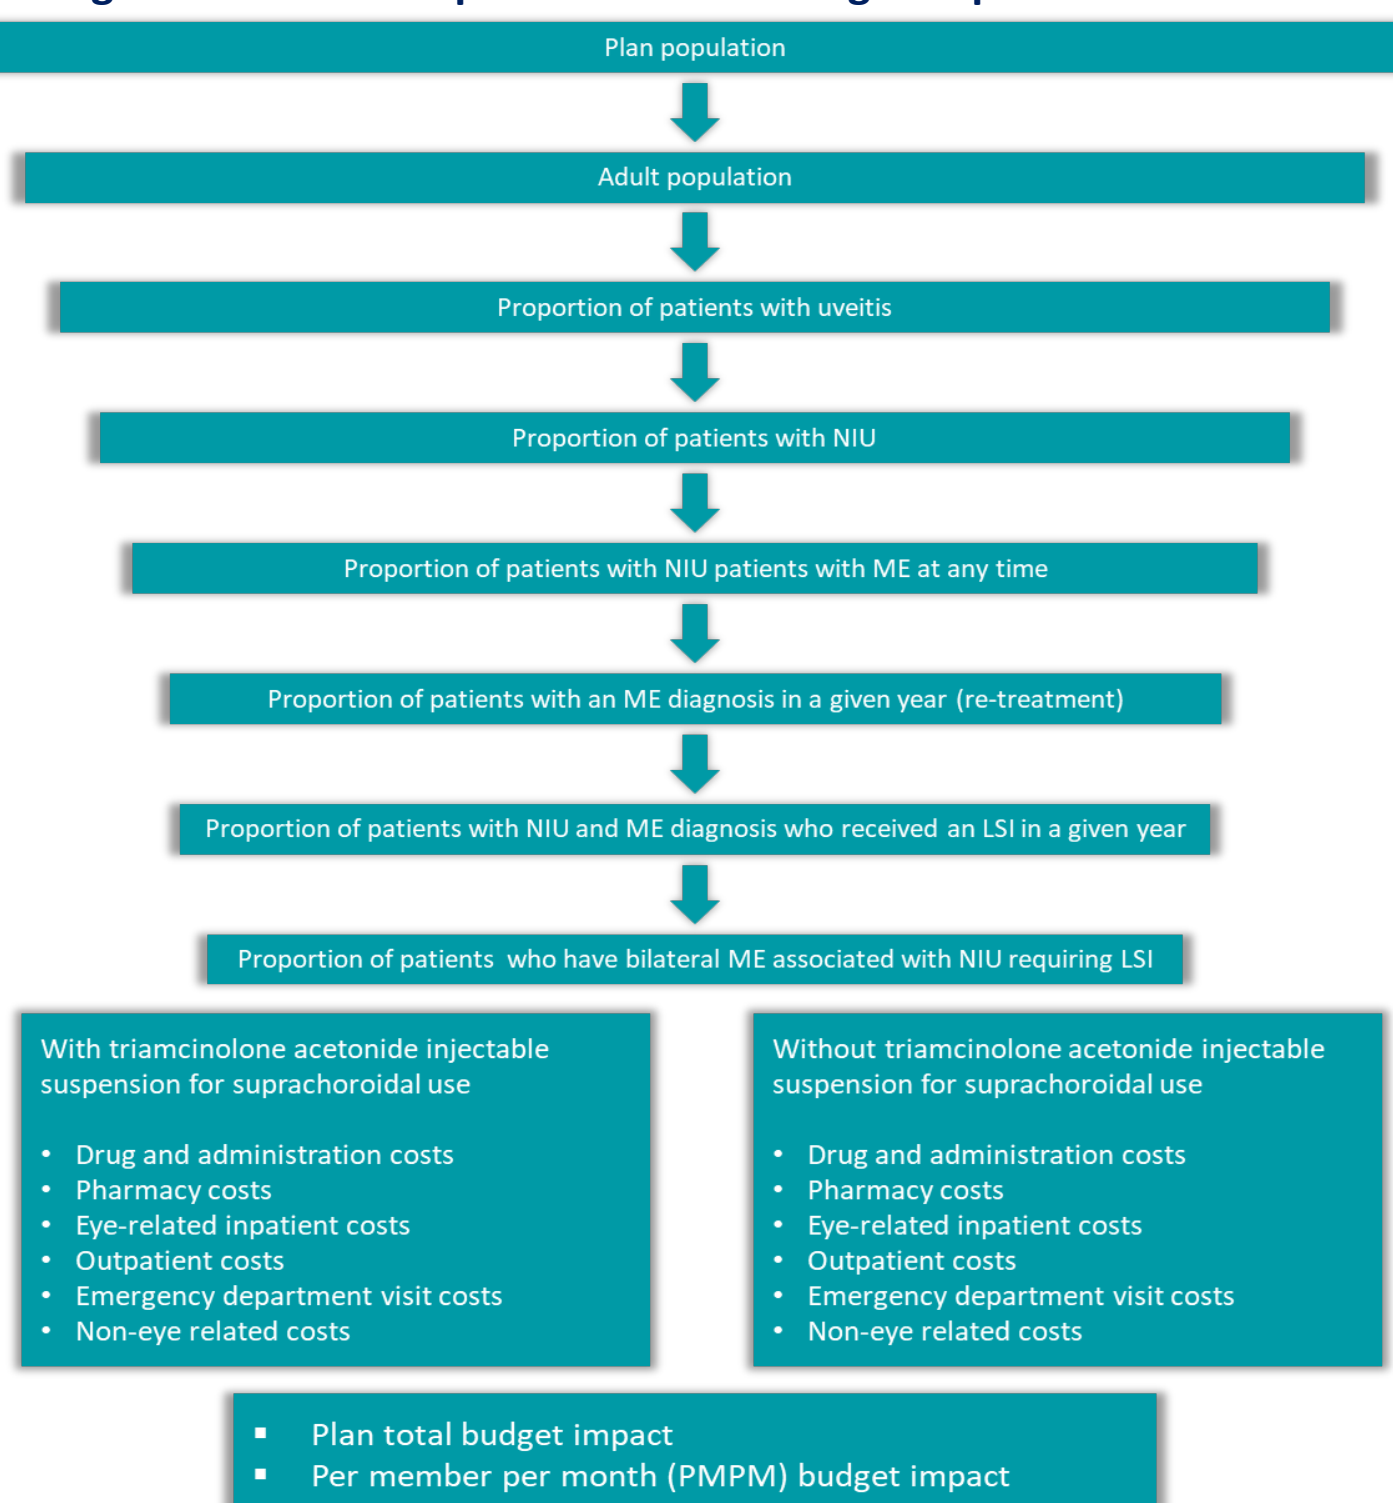 Plan population
Adult population
Proportion of patients with uveitis
Proportion of patients with NIU
Proportion of patients with NIU patients with ME at any time
Proportion of patients with an ME diagnosis in a given year (re-treatment)
Proportion of patients with NIU and ME diagnosis who received an LSI in a given year
Proportion of patients who have bilateral ME associated with NIU requiring LSI
With triamcinolone acetonide injectable
suspension for suprachoroidal use
• Drug and administration costs
• Pharmacy costs
• Eye-related inpatient costs
• Outpatient costs
• Emergency department visit costs
• Non-eye related costs
Without triamcinolone acetonide injectable
suspension for suprachoroidal use
• Drug and administration costs
• Pharmacy costs
• Eye-related inpatient costs
• Outpatient costs
• Emergency department visit costs
• Non-eye related costs
▪ Plan total budget impact
▪ Per member per month (PMPM) budget impact